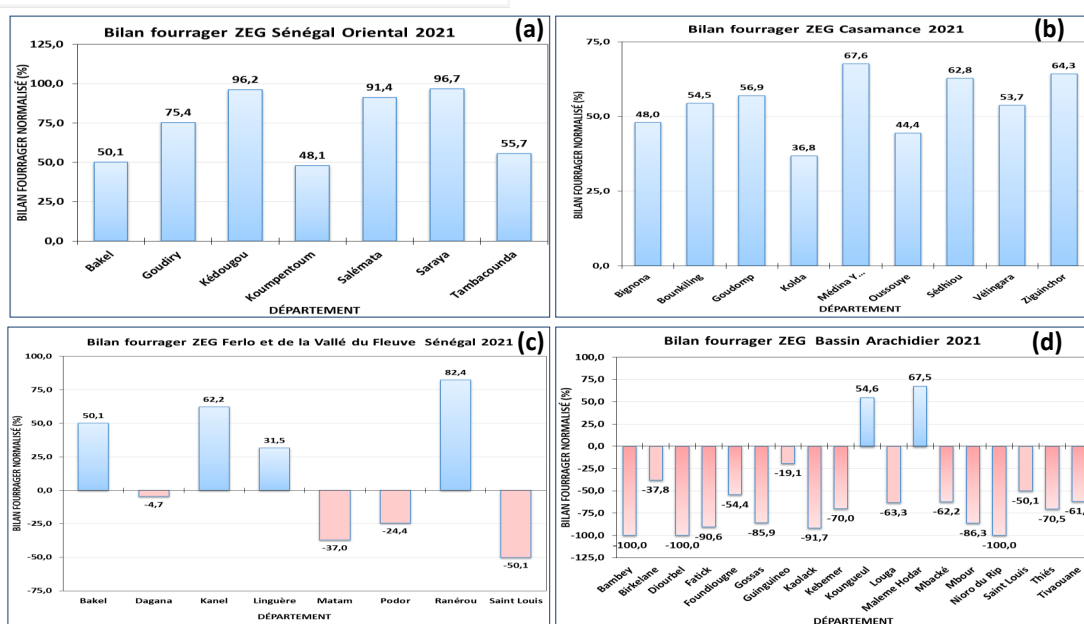 Bilan fourrager ZEG Sénégal Oriental 2021
(a)
BILAN FOURRAGER NORMALISÉ (%)
125,0
100,0
75,0
50,0
25,0
0,0
50,1
75,4
96,2
48,1
91,4
96,7
55,7
Bakel
Goudiry
Kédougou
Koumpentoum
Salémata
Saraya
Tambacounda
DÉPARTEMENT
Bilan fourrager ZEG Casamance 2021
(b)
BILAN FOURRAGER NORMALISÉ (%)
75,0
50,0
25,0
0,0
48,0
54,5
56,9
36,8
67,6
44,4
62,8
53,7
64,3
Bignona
Bounkiling
Goudomp
Kolda
Médina Y...
Oussouye
Sédhiou
Vélingara
Ziguinchor
DÉPARTEMENT
Bilan fourrager ZEG Ferlo et de la Vallé du Fleuve Sénégal 2021
(c)
BILAN FOURRAGER NORMALISÉ (%)
100,0
75,0
50,0
25,0
0,0
-25,0
-50,0
-75,0
50,1
-4,7
62,2
31,5
-37,0
-24,4
82,4
-50,1
Bakel
Dagana
Kanel
Linguère
Matam
Podor
Ranérou
Saint Louis
DÉPARTEMENT
Bilan fourrager ZEG Bassin Arachidier 2021
(d)
BILAN FOURRAGER NORMALISÉ (%)
100,0
75,0
50,0
25,0
0,0
-25,0
-50,0
-75,0
-100,0
-125,0
-100,0
-37,8
-100,0
-90,6
-54,4
-85,9
-19,1
-91,7
-70,0
54,6
-63,3
67,5
-62,2
-86,3
-100,0
-50,1
-70,5
-61,
Bambey
Birkelane
Diourbel
Fatick
Foundiougne
Gossas
Guinguineo
Kaolack
Kebemer
Koungueul
Louga
Maleme Hodar
Mbacké
Mbour
Nioro du Rip
Saint Louis
Thiés
Tivaouane
DÉPARTEMENT